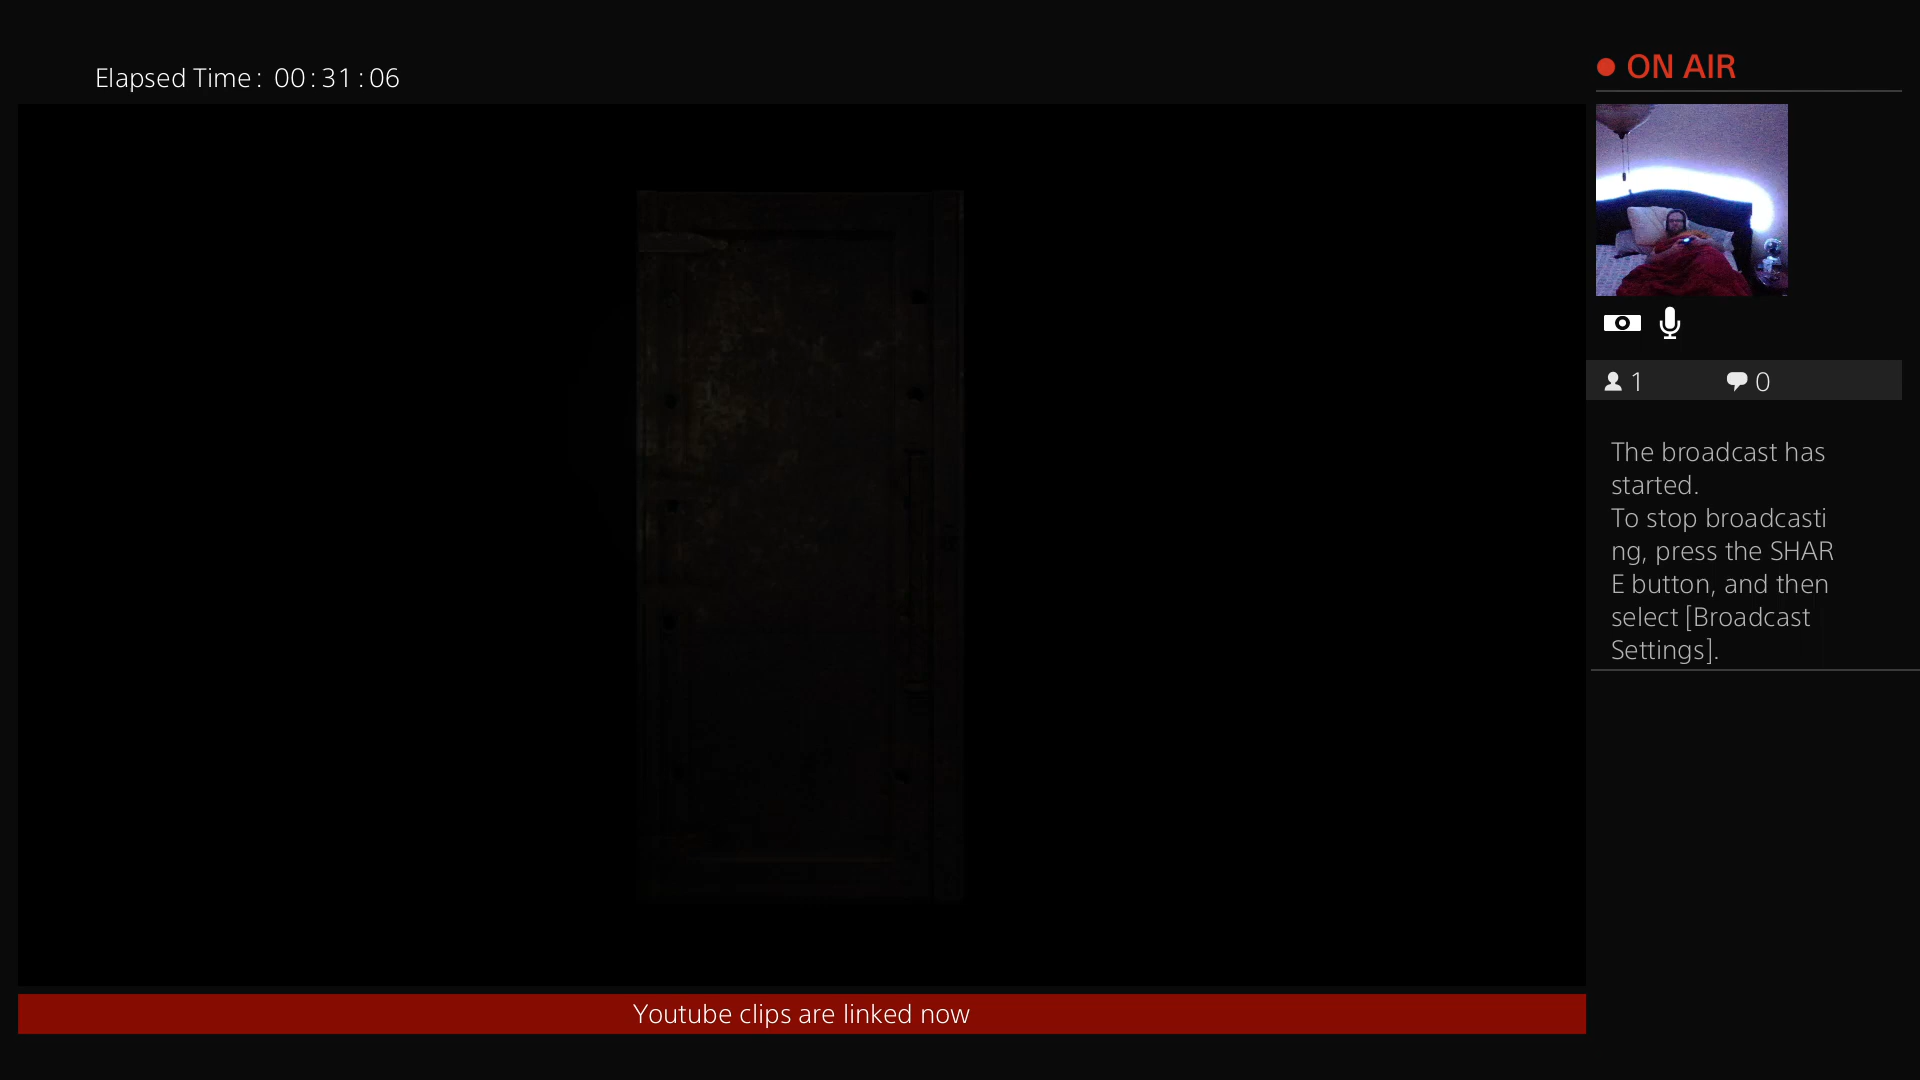 Elapsed Time: 00:31:06
ON AIR
1
0
The broadcast has
started.
To stop broadcasti
ng, press the SHAR
E button, and then
select [Broadcast
Settings].
Youtube clips are linked now